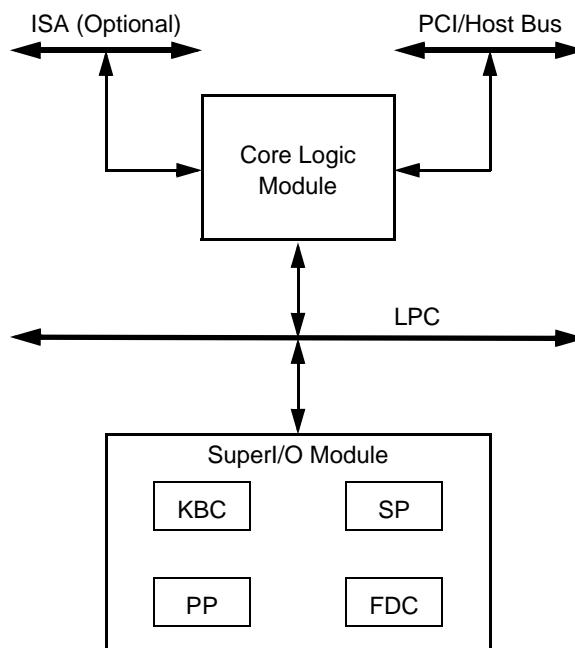 ISA (Optional)
PCI/Host Bus
Core Logic
Module
LPC
SuperI/O Module
KBC
SP
PP
FDC